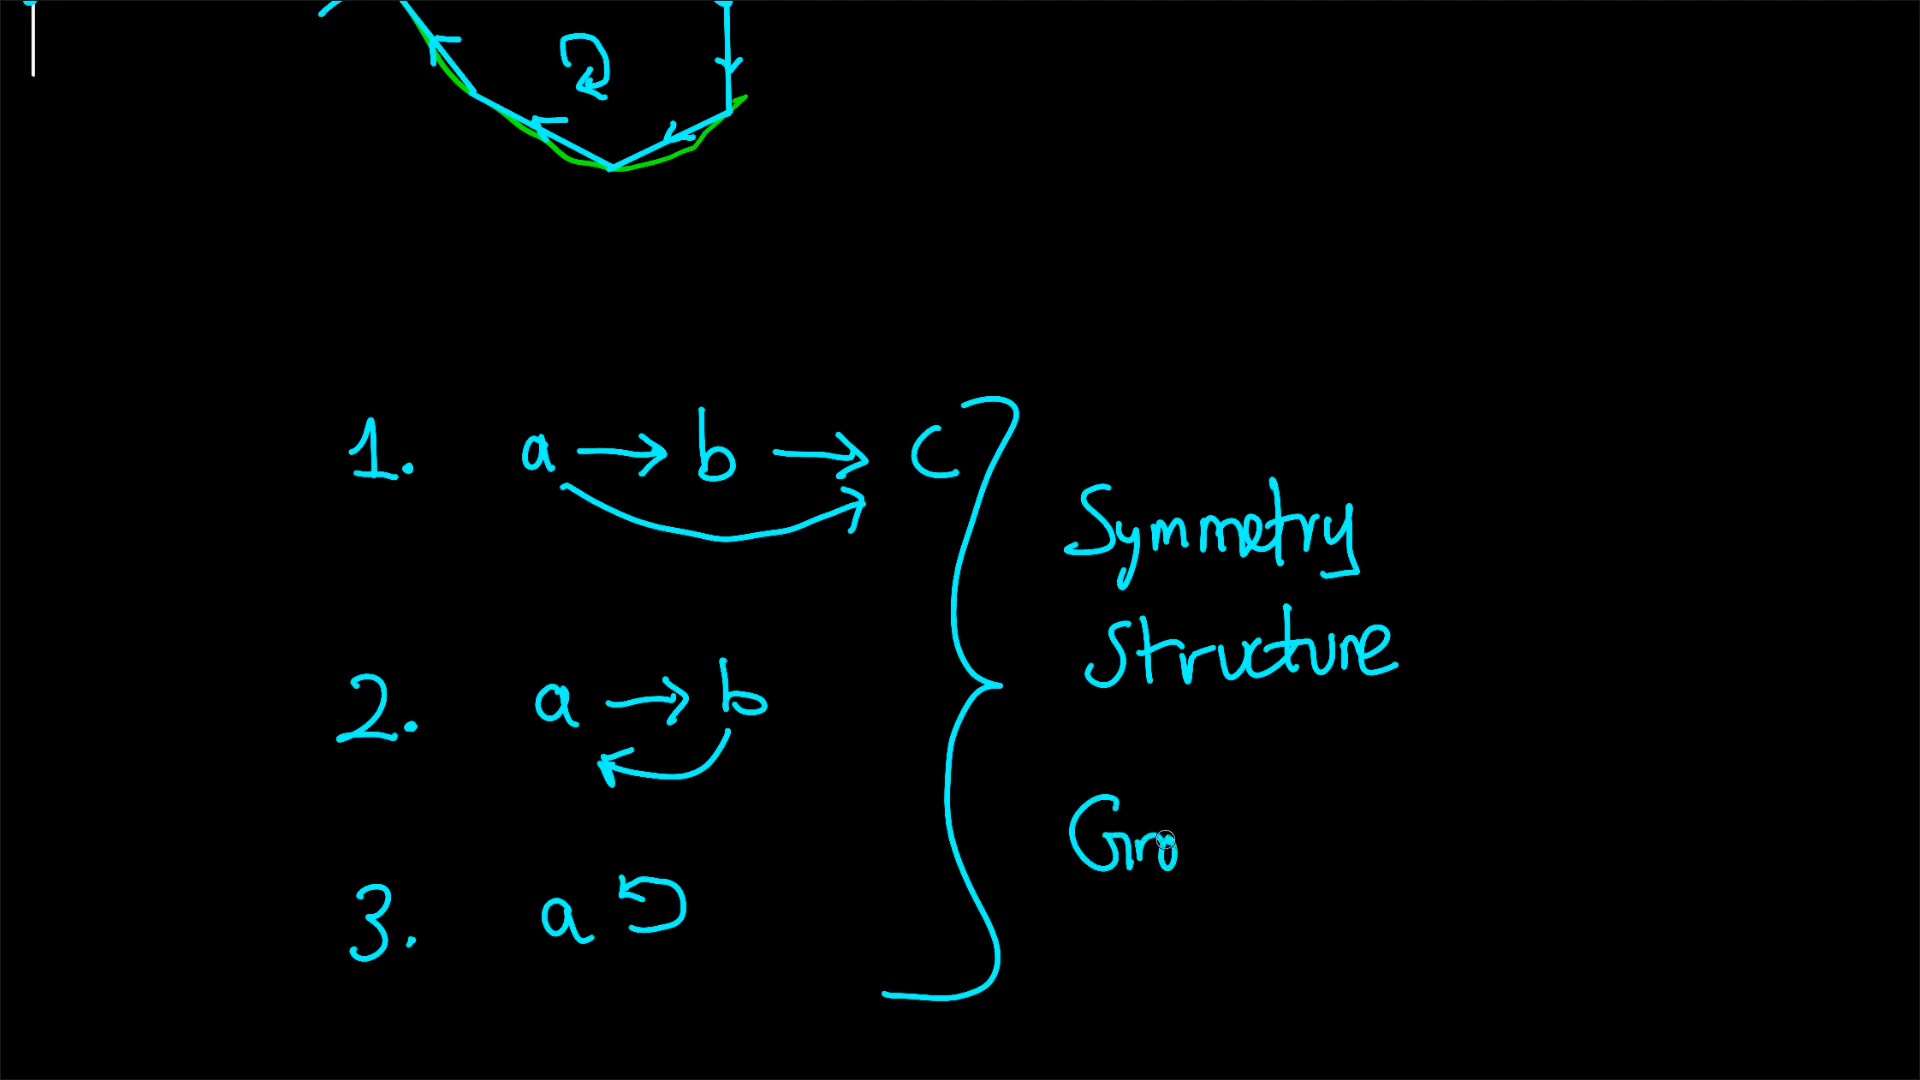 1. a → b → c
Symmetry
Structure
2. a → b
Gro
3. a